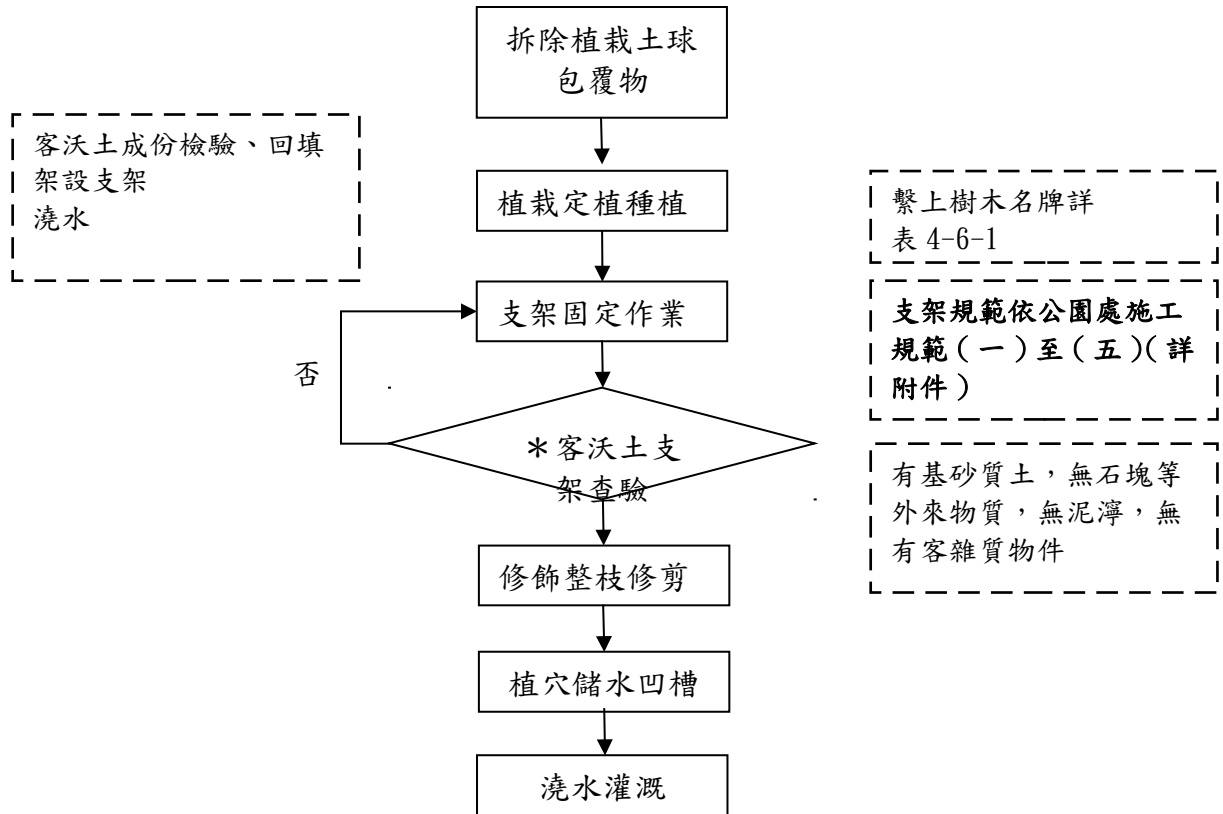 拆除植栽土球
包覆物
客沃土成份檢驗、回填
架設支架
澆水
植栽定植種植
繫上樹木名牌詳
表 4-6-1
支架固定作業
支架規範依公園處施工
規範(一)至(五)(詳
附件)
否
＊客沃土支
架查驗
有基砂質土，無石塊等
外來物質，無泥濘，無
有客雜質物件
修飾整枝修剪
植穴儲水凹槽
澆水灌溉